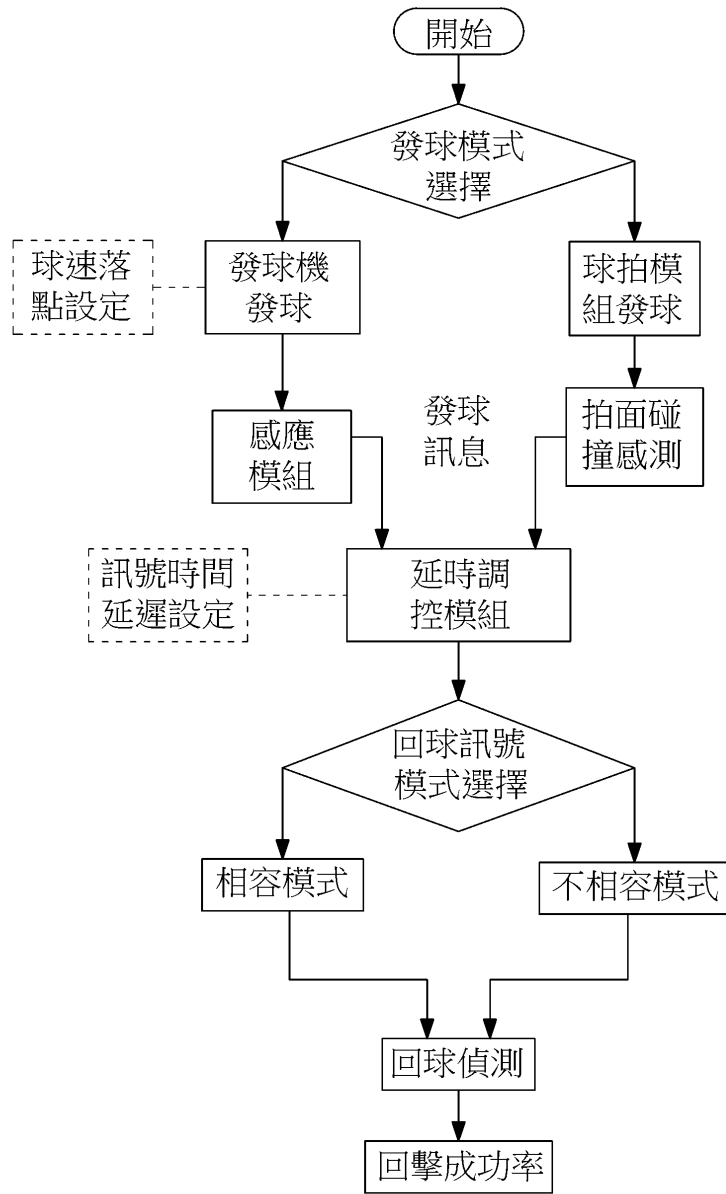 開始
發球模式
選擇
球速落
點設定
發球機
發球
球拍模
組發球
感應
模組
發球
訊息
拍面碰
撞感測
訊號時間
延遲設定
延時調
控模組
回球訊號
模式選擇
相容模式
不相容模式
回球偵測
回擊成功率